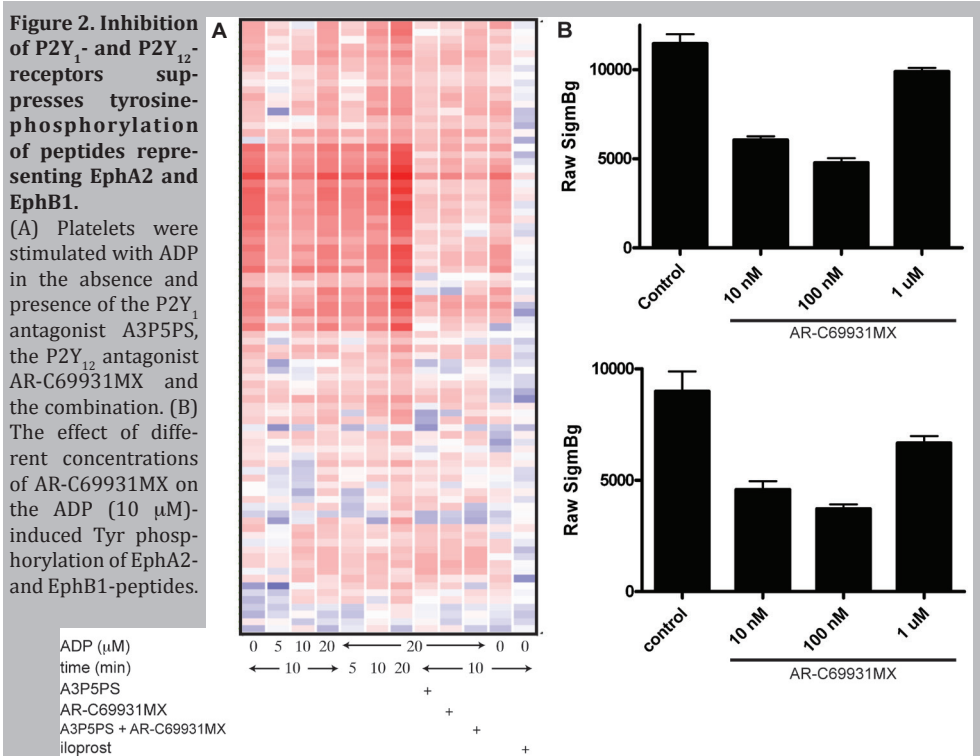 Figure 2. Inhibition
of P2Y₁- and P2Y₁₂-
receptors sup-
presses tyrosine-
phosphorylation
of peptides repre-
senting EphA2 and
EphB1.
(A) Platelets were
stimulated with ADP
in the absence and
presence of the P2Y₁
antagonist A3P5PS,
the P2Y₁₂ antagonist
AR-C69931MX and
the combination. (B)
The effect of diffe-
rent concentrations
of AR-C69931MX on
the ADP (10 μM)-
induced Tyr phosp-
horylation of EphA2-
and EphB1-peptides.
A
ADP (μM) 0 5 10 20 20 0 0
time (min) 10 5 10 20 10
A3P5PS +
AR-C69931MX +
A3P5PS + AR-C69931MX +
iloprost +
B
Raw SigmBg
10000
5000
0
Control
10 nM
100 nM
1 uM
AR-C69931MX
Raw SigmBg
10000
5000
0
control
10 nM
100 nM
1 uM
AR-C69931MX